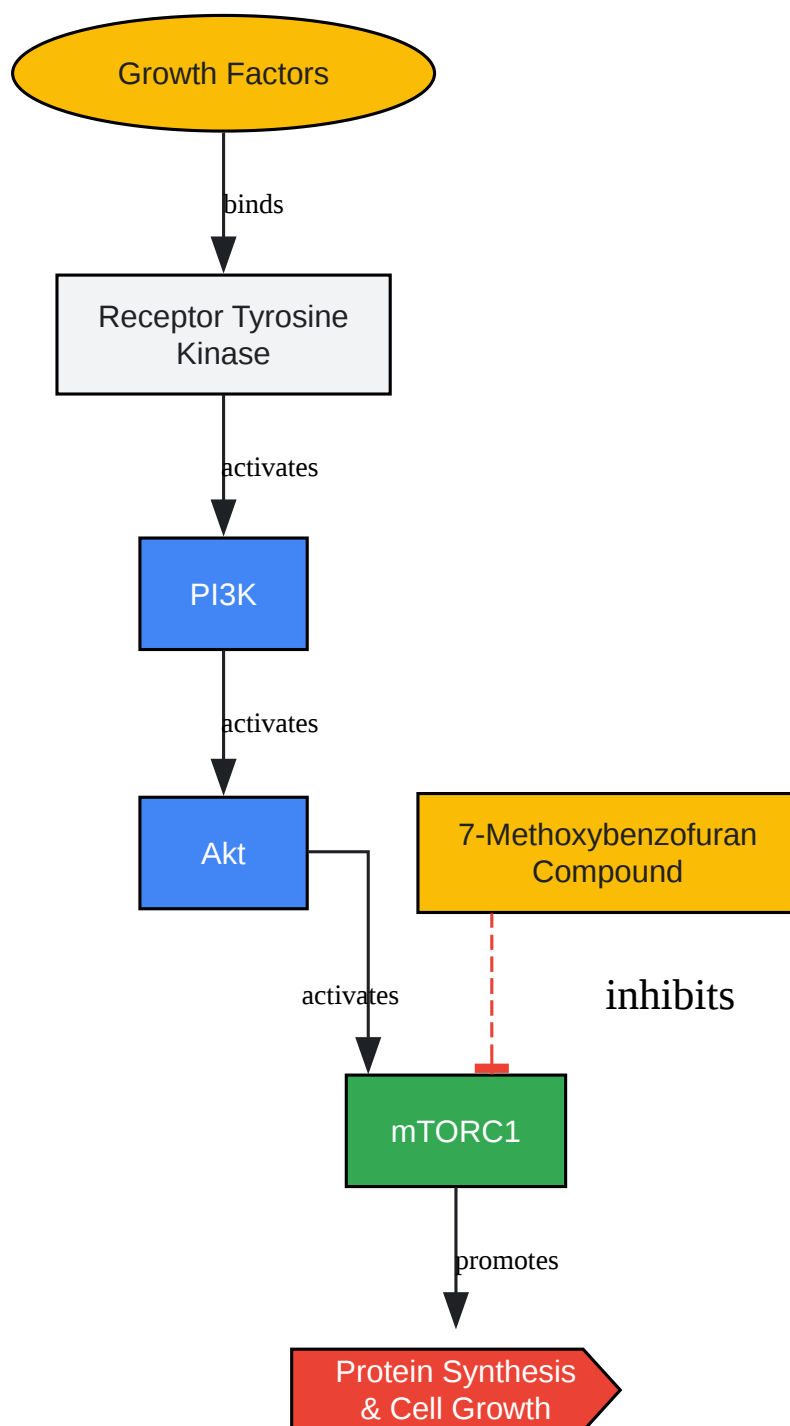 Growth Factors
binds
Receptor Tyrosine
Kinase
activates
PI3K
activates
Akt
7-Methoxybenzofuran
Compound
activates
inhibits
mTORC1
promotes
Protein Synthesis
& Cell Growth